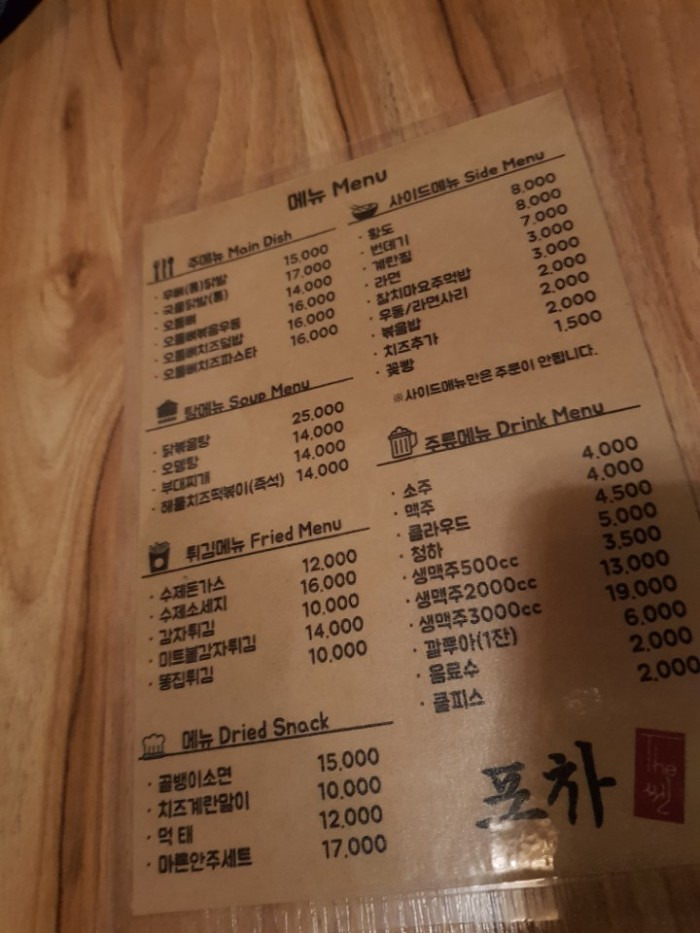 메뉴 Menu
주메뉴 Main Dish
· 무뼈(통)닭발 15,000
· 국물닭발(통) 17,000
· 오돌뼈 14,000
· 오돌뼈볶음우동 16,000
· 오돌뼈치즈덮밥 16,000
· 오돌뼈치즈파스타 16,000
탕메뉴 Soup Menu
· 닭볶음탕 25,000
· 오뎅탕 14,000
· 부대찌개 14,000
· 해물치즈떡볶이(즉석) 14,000
튀김메뉴 Fried Menu
· 수제돈가스 12,000
· 수제소세지 16,000
· 감자튀김 10,000
· 미트볼감자튀김 14,000
· 똥집튀김 10,000
메뉴 Dried Snack
· 골뱅이소면 15,000
· 치즈계란말이 10,000
· 먹태 12,000
· 마른안주세트 17,000
사이드메뉴 Side Menu
· 황도 8,000
· 번데기 8,000
· 계란찜 7,000
· 라면 3,000
· 참치마요주먹밥 3,000
· 우동/라면사리 2,000
· 볶음밥 2,000
· 치즈추가 2,000
· 꽃빵 1,500
※사이드메뉴만은 주문이 안됩니다.
주류메뉴 Drink Menu
· 소주 4,000
· 맥주 4,000
· 클라우드 4,500
· 청하 5,000
· 생맥주500cc 3,500
· 생맥주2000cc 13,000
· 생맥주3000cc 19,000
· 깔루아(1잔) 6,000
· 음료수 2,000
· 쿨피스 2,000
포차
The
쎈